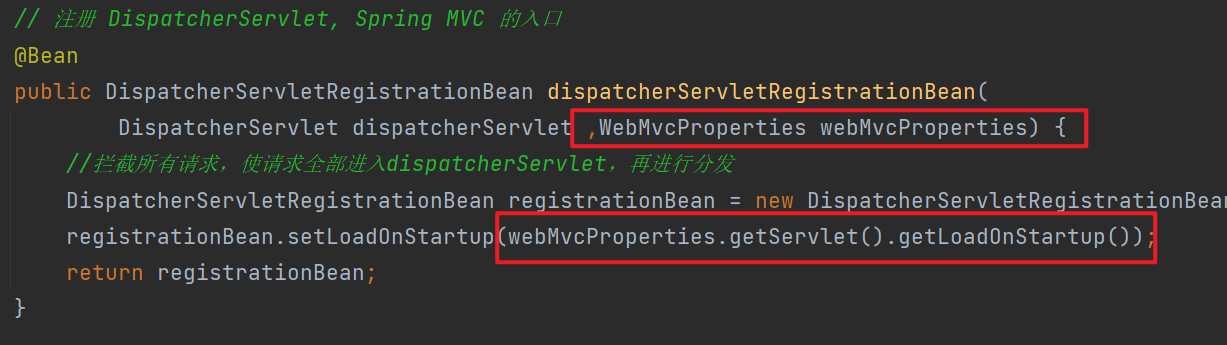 // 注册 DispatcherServlet, Spring MVC 的入口
@Bean
public DispatcherServletRegistrationBean dispatcherServletRegistrationBean(
DispatcherServlet dispatcherServlet ,WebMvcProperties webMvcProperties) {
//拦截所有请求，使请求全部进入dispatcherServlet，再进行分发
DispatcherServletRegistrationBean registrationBean = new DispatcherServletRegistrationBean
registrationBean.setLoadOnStartup(webMvcProperties.getServlet().getLoadOnStartup());
return registrationBean;
}